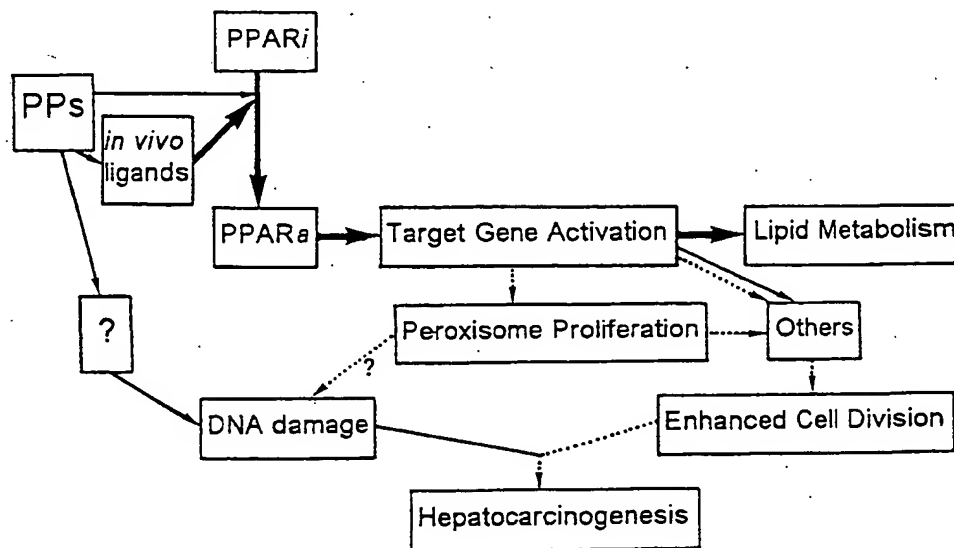 PPARi
PPs
in vivo
ligands
PPARa
Target Gene Activation
Lipid Metabolism
?
Peroxisome Proliferation
Others
?
DNA damage
Enhanced Cell Division
Hepatocarcinogenesis